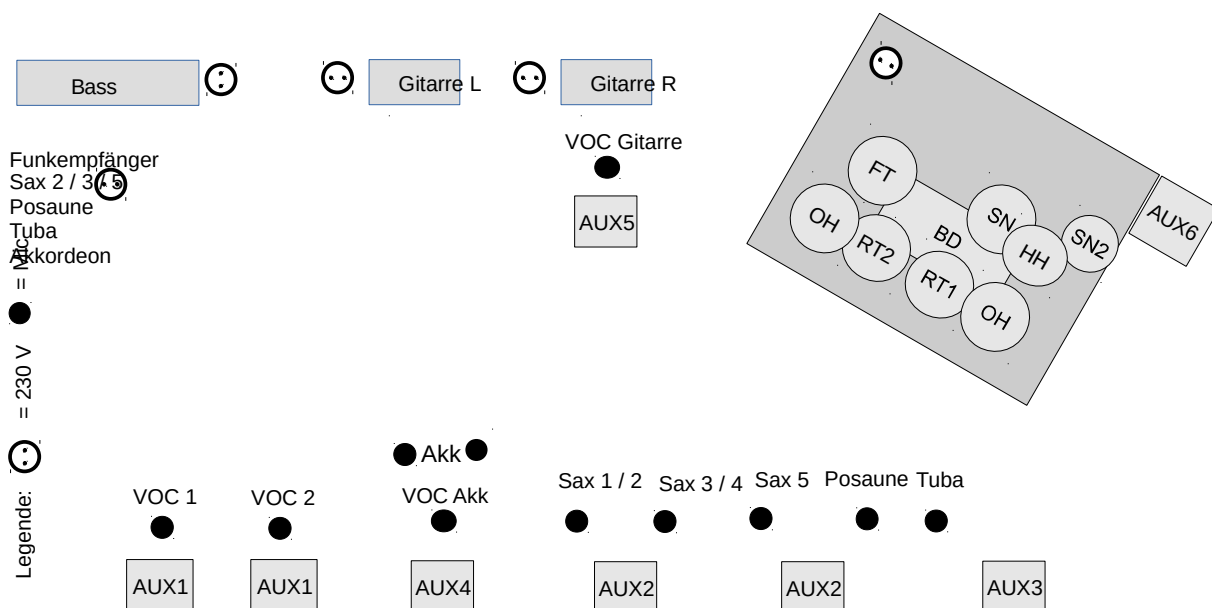 Bass
Gitarre L
Gitarre R
VOC Gitarre
AUX5
Funkempfänger
Sax 2 / 3 / 5
Posaune
Tuba
Akkordeon
FT
OH
RT2
BD
SN
HH
SN2
RT1
OH
AUX6
Legende:
= 230 V
= Mic
Akk
VOC 1
VOC 2
VOC Akk
Sax 1 / 2
Sax 3 / 4
Sax 5
Posaune
Tuba
AUX1
AUX1
AUX4
AUX2
AUX2
AUX3